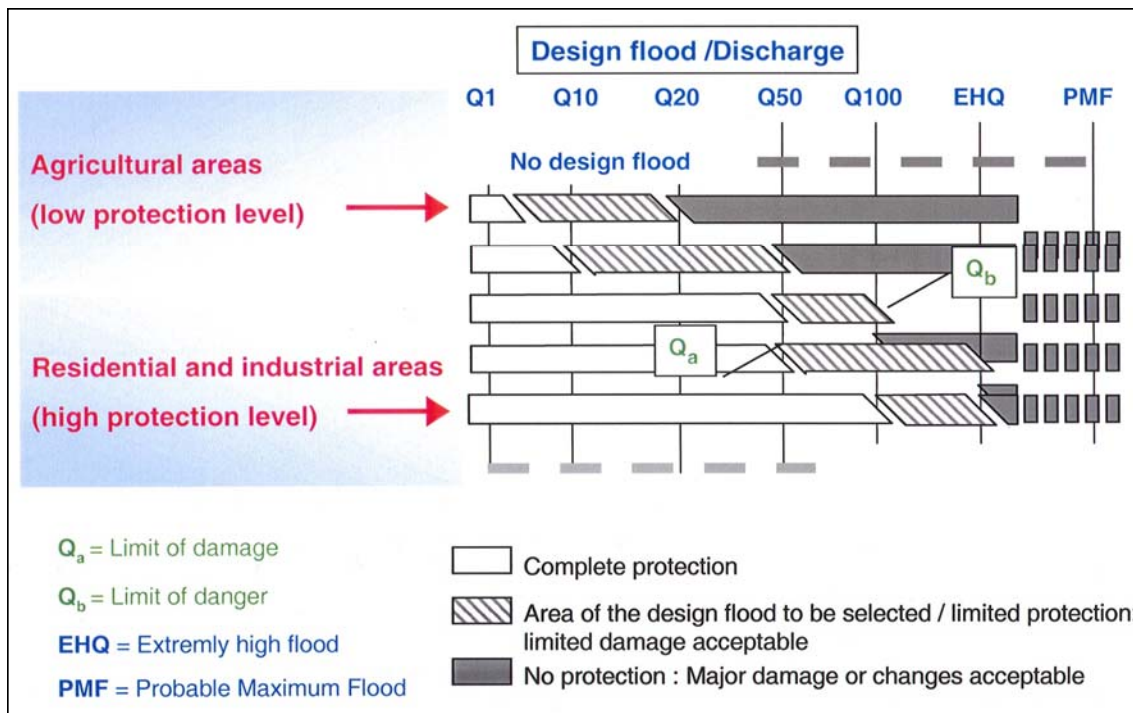 Design flood /Discharge
Q1 Q10 Q20 Q50 Q100 EHQ PMF
Agricultural areas
(low protection level)
No design flood
Qb
Qa
Residential and industrial areas
(high protection level)
Qa = Limit of damage
Qb = Limit of danger
EHQ = Extremly high flood
PMF = Probable Maximum Flood
Complete protection
Area of the design flood to be selected / limited protection:
limited damage acceptable
No protection : Major damage or changes acceptable